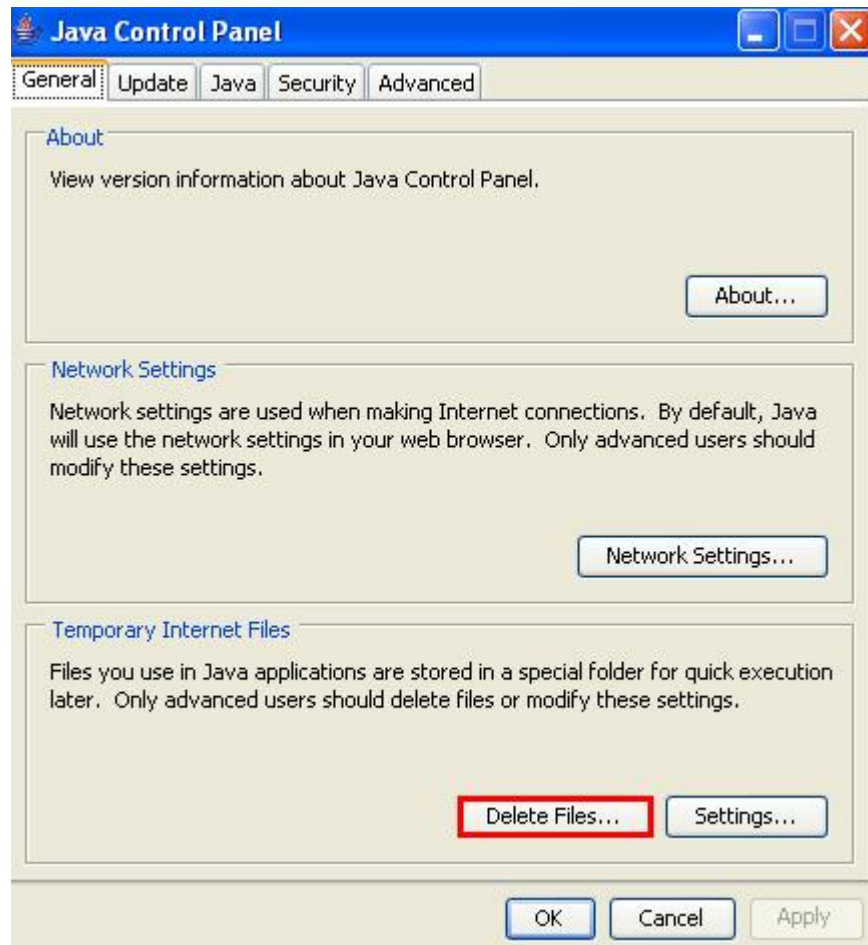 Java Control Panel
General Update Java Security Advanced
About
View version information about Java Control Panel.
About...
Network Settings
Network settings are used when making Internet connections.  By default, Java
will use the network settings in your web browser.  Only advanced users should
modify these settings.
Network Settings...
Temporary Internet Files
Files you use in Java applications are stored in a special folder for quick execution
later.  Only advanced users should delete files or modify these settings.
Delete Files... Settings...
OK Cancel Apply